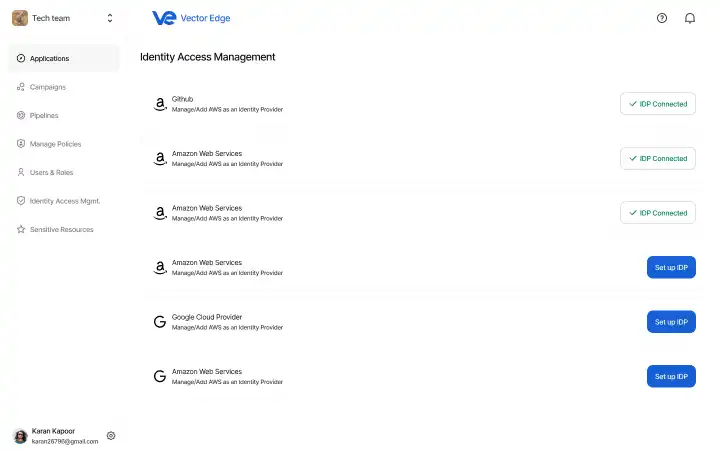 Tech team
Vector Edge
Applications
Campaigns
Pipelines
Manage Policies
Users & Roles
Identity Access Mgmt.
Sensitive Resources
Karan Kapoor
karan26796@gmail.com
Identity Access Management
Github
Manage/Add AWS as an Identity Provider
IDP Connected
Amazon Web Services
Manage/Add AWS as an Identity Provider
IDP Connected
Amazon Web Services
Manage/Add AWS as an Identity Provider
IDP Connected
Amazon Web Services
Manage/Add AWS as an Identity Provider
Set up IDP
Google Cloud Provider
Manage/Add AWS as an Identity Provider
Set up IDP
Amazon Web Services
Manage/Add AWS as an Identity Provider
Set up IDP